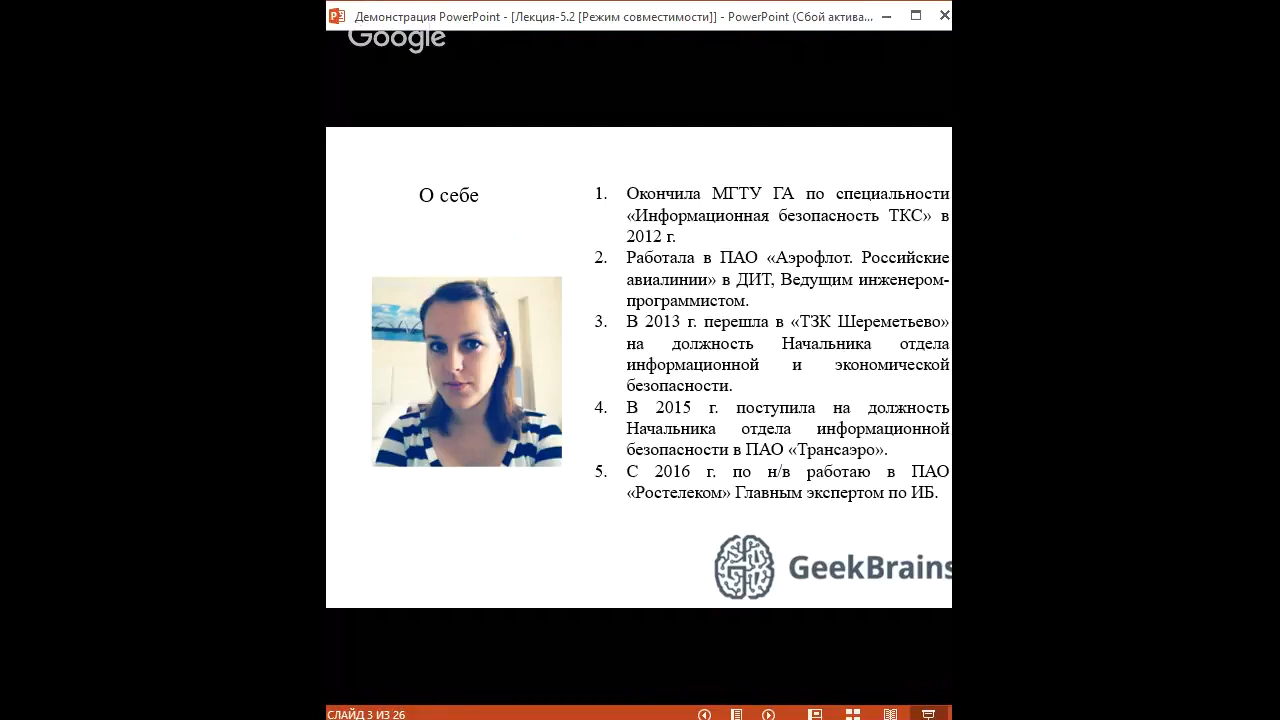 Демонстрация PowerPoint - [Лекция-5.2 [Режим совместимости]] - PowerPoint (Сбой актива...
Google
О себе
1. Окончила МГТУ ГА по специальности
«Информационная безопасность ТКС» в
2012 г.
2. Работала в ПАО «Аэрофлот. Российские
авиалинии» в ДИТ, Ведущим инженером-
программистом.
3. В 2013 г. перешла в «ТЗК Шереметьево»
на должность Начальника отдела
информационной и экономической
безопасности.
4. В 2015 г. поступила на должность
Начальника отдела информационной
безопасности в ПАО «Трансаэро».
5. С 2016 г. по н/в работаю в ПАО
«Ростелеком» Главным экспертом по ИБ.
GeekBrains
СЛАЙД 3 ИЗ 26